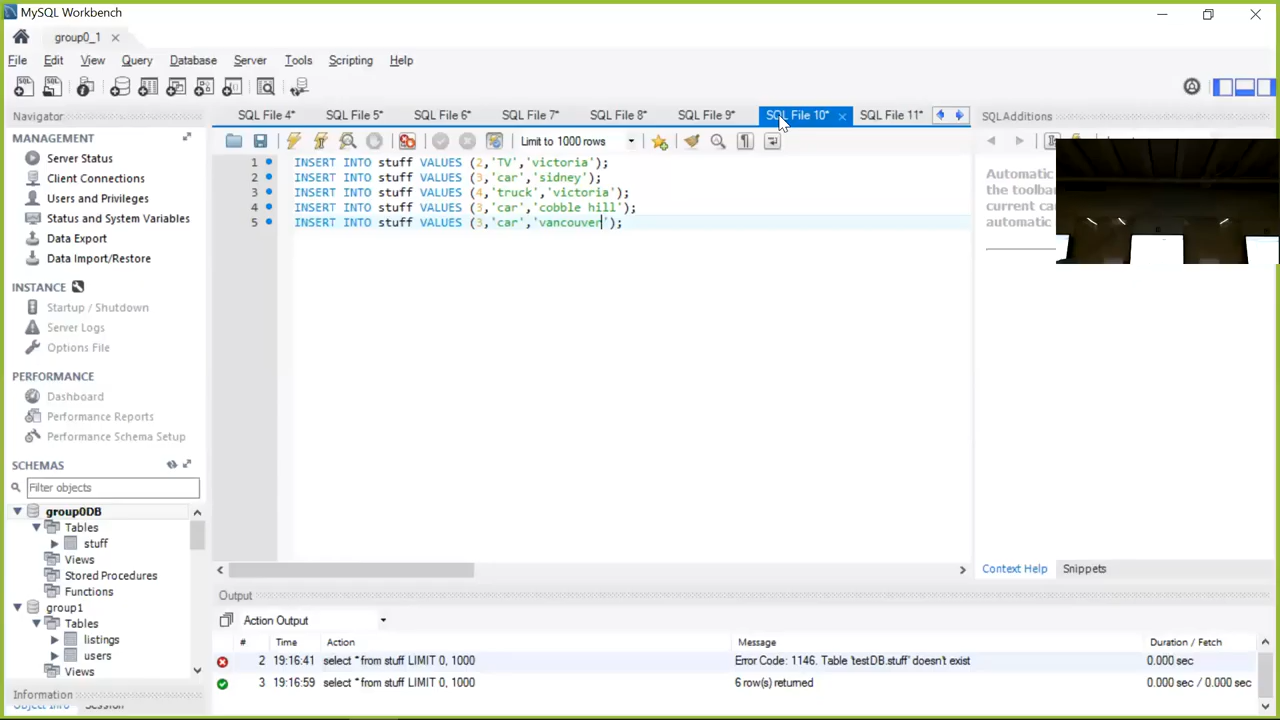 MySQL Workbench
group0_1
File Edit View Query Database Server Tools Scripting Help
Navigator
MANAGEMENT
Server Status
Client Connections
Users and Privileges
Status and System Variables
Data Export
Data Import/Restore
INSTANCE
Startup / Shutdown
Server Logs
Options File
PERFORMANCE
Dashboard
Performance Reports
Performance Schema Setup
SCHEMAS
Filter objects
group0DB
Tables
stuff
Views
Stored Procedures
Functions
group1
Tables
listings
users
Views
Information
Object Info Session
SQL File 4* SQL File 5* SQL File 6* SQL File 7* SQL File 8* SQL File 9* SQL File 10* SQL File 11*
Limit to 1000 rows
1 INSERT INTO stuff VALUES (2,'TV','victoria');
2 INSERT INTO stuff VALUES (3,'car','sidney');
3 INSERT INTO stuff VALUES (4,'truck','victoria');
4 INSERT INTO stuff VALUES (3,'car','cobble hill');
5 INSERT INTO stuff VALUES (3,'car','vancouver');
SQLAdditions
Automatic
the toolbar
current car
automatic
Context Help Snippets
Output
Action Output
# Time Action Message Duration / Fetch
2 19:16:41 select * from stuff LIMIT 0, 1000 Error Code: 1146. Table 'testDB.stuff' doesn't exist 0.000 sec
3 19:16:59 select * from stuff LIMIT 0, 1000 6 row(s) returned 0.000 sec / 0.000 sec